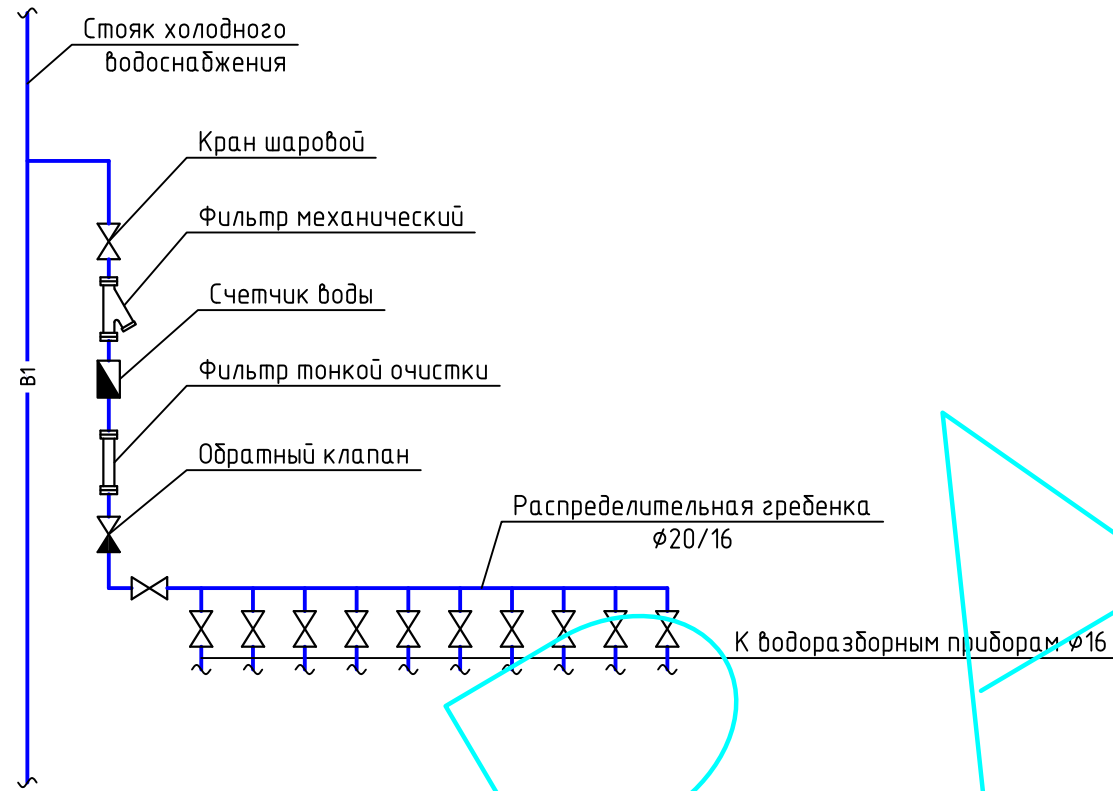 Стояк холодного
водоснабжения
Кран шаровой
Фильтр механический
Счетчик воды
В1
Фильтр тонкой очистки
Обратный клапан
Распределительная гребенка
⌀20/16
К водоразборным приборам ⌀16